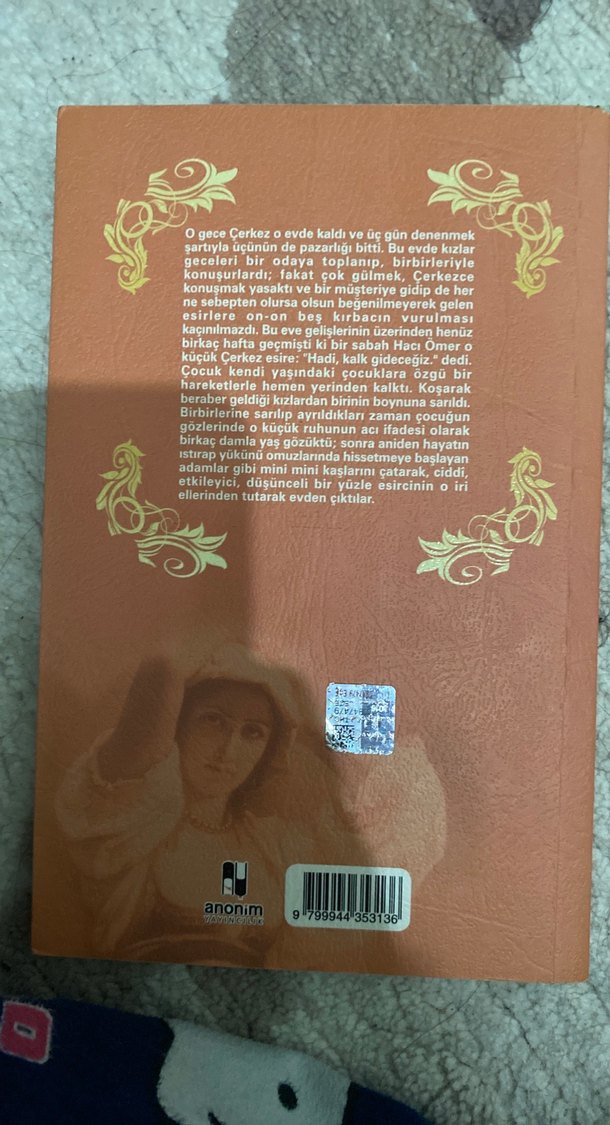 O gece Çerkez o evde kaldı ve üç gün denenmek
şartıyla üçünün de pazarlığı bitti. Bu evde kızlar
geceleri bir odaya toplanıp, birbirleriyle
konuşurlardı; fakat çok gülmek, Çerkezce
konuşmak yasaktı ve bir müşteriye gidip de her
ne sebepten olursa olsun beğenilmeyerek gelen
esirlere on-on beş kırbacın vurulması
kaçınılmazdı. Bu eve gelişlerinin üzerinden henüz
birkaç hafta geçmişti ki bir sabah Hacı Ömer o
küçük Çerkez esire: "Hadi, kalk gideceğiz." dedi.
Çocuk kendi yaşındaki çocuklara özgü bir
hareketlerle hemen yerinden kalktı. Koşarak
beraber geldiği kızlardan birinin boynuna sarıldı.
Birbirlerine sarılıp ayrıldıkları zaman çocuğun
gözlerinde o küçük ruhunun acı ifadesi olarak
birkaç damla yaş gözüktü; sonra aniden hayatın
ıstırap yükünü omuzlarında hissetmeye başlayan
adamlar gibi mini mini kaşlarını çatarak, ciddî,
etkileyici, düşünceli bir yüzle esircinin o iri
ellerinden tutarak evden çıktılar.
anonim
YAYINCILIK
9 799944 353136